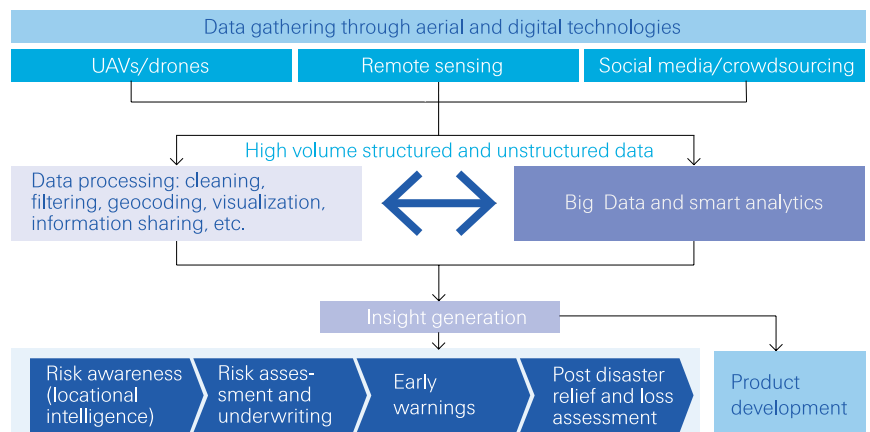 Data gathering through aerial and digital technologies
UAVs/drones
Remote sensing
Social media/crowdsourcing
High volume structured and unstructured data
Data processing: cleaning,
filtering, geocoding, visualization,
information sharing, etc.
Big Data and smart analytics
Insight generation
Risk awareness
(locational
intelligence)
Risk asses-
sment and
underwriting
Early
warnings
Post disaster
relief and loss
assessment
Product
development